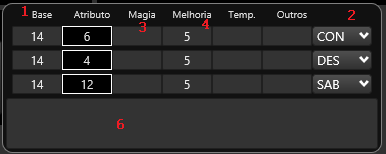 1 Base Atributo Magia Melhoria Temp. Outros 2
3 4
14 6 5 CON
14 4 5 DES
14 12 5 SAB
6